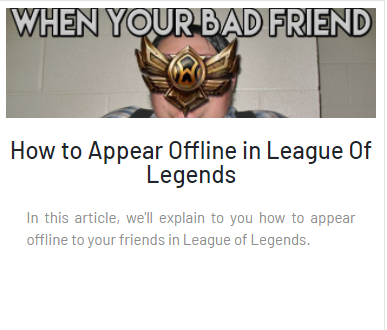 WHEN YOUR BAD FRIEND
How to Appear Offline in League Of
Legends
In this article, we'll explain to you how to appear
offline to your friends in League of Legends.